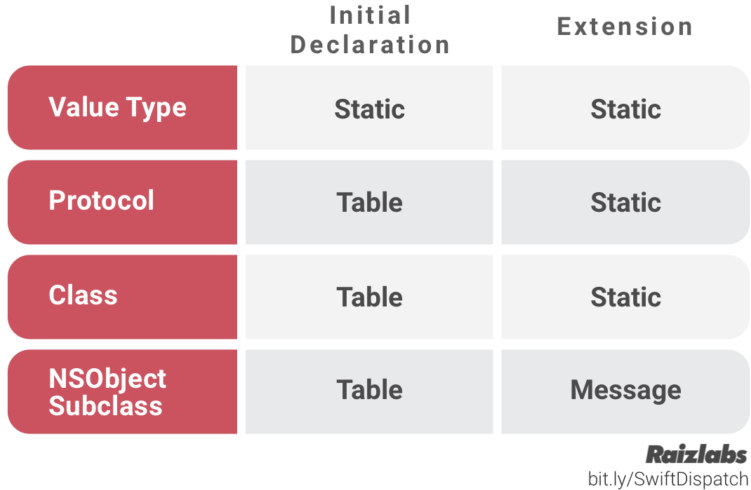 Initial
Declaration
Extension
Value Type
Static
Static
Protocol
Table
Static
Class
Table
Static
NSObject
Subclass
Table
Message
Raizlabs
bit.ly/SwiftDispatch